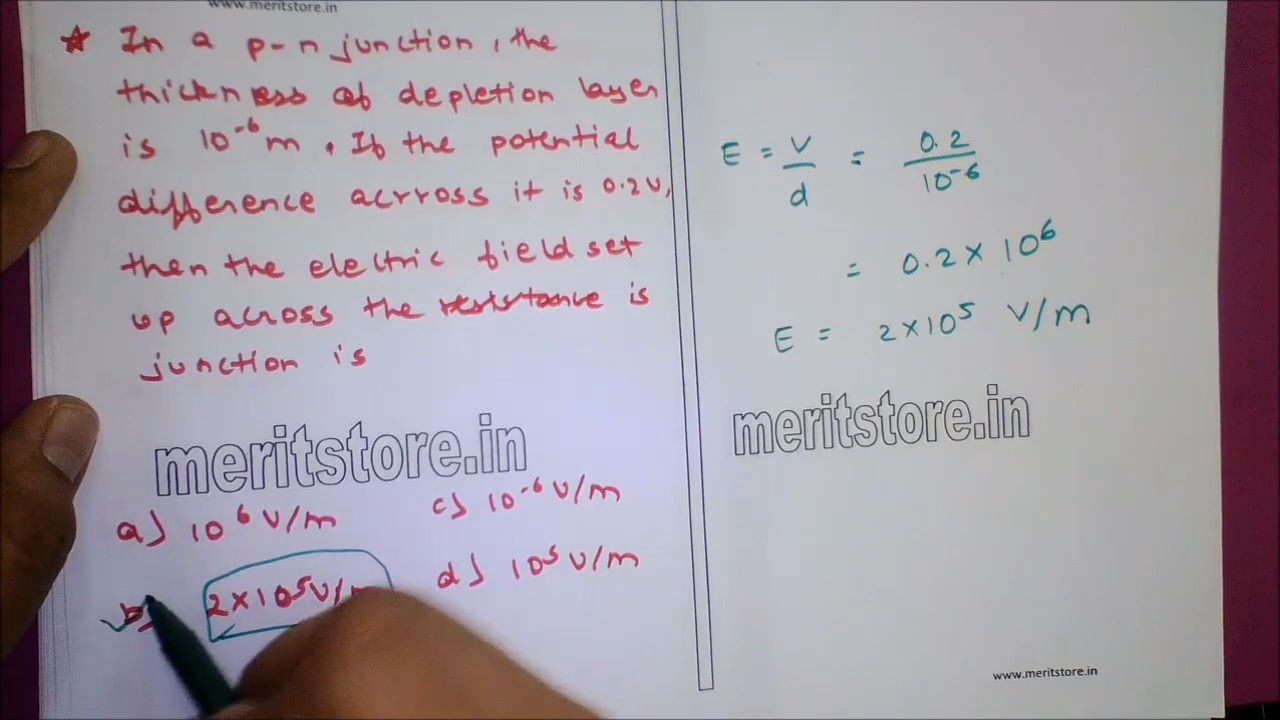 www.meritstore.in
☆ In a p-n junction, the
thickness of depletion layer
is 10⁻⁶ m. If the potential
difference acrross it is 0.2V,
then the electric field set
up across the resistance is
junction is
meritstore.in
a) 10⁶ V/m
b) 2×10⁵ V/m
c) 10⁻⁶ V/m
d) 10⁵ V/m
E = V/d = 0.2/10⁻⁶
= 0.2 × 10⁶
E = 2×10⁵ V/m
meritstore.in
www.meritstore.in